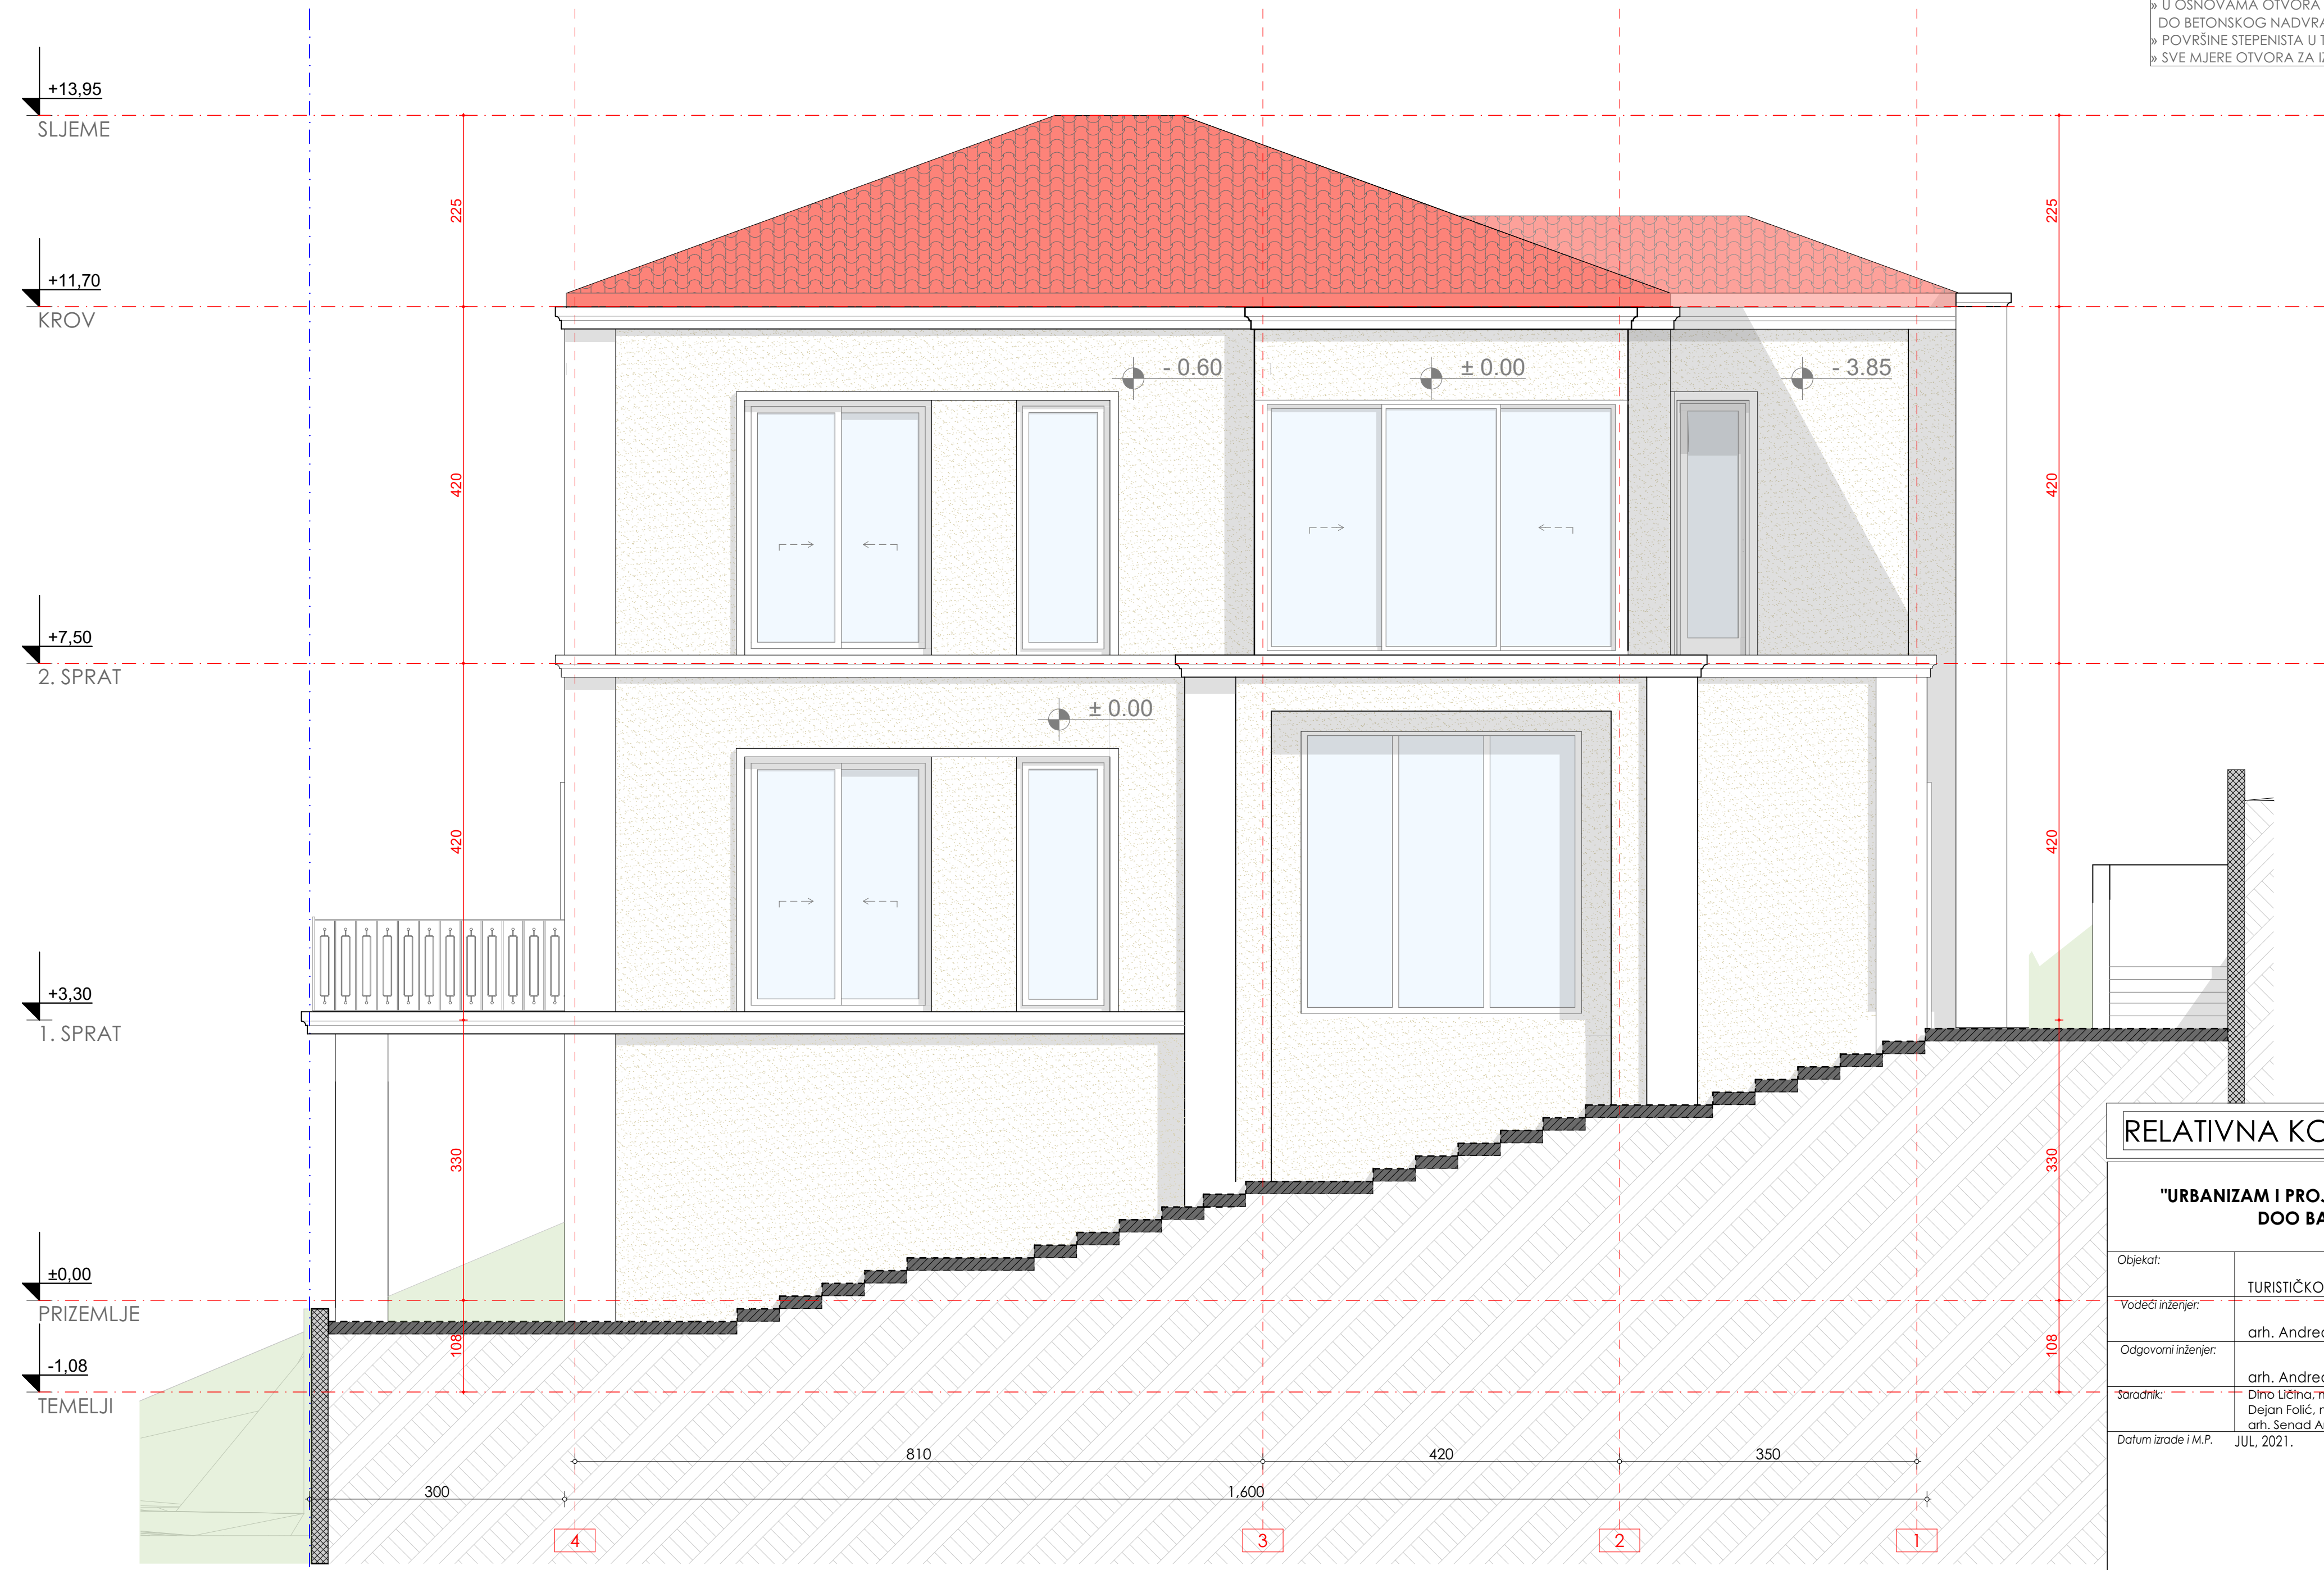 » U OSNOVAMA OTVORA
DO BETONSKOG NADVRA
» POVRŠINE STEPENISTA U T
» SVE MJERE OTVORA ZA IZ
+13,95
SLJEME
225
225
+11,70
KROV
- 0.60
± 0.00
- 3.85
420
420
+7,50
2. SPRAT
± 0.00
420
420
+3,30
1. SPRAT
330
330
RELATIVNA KO
"URBANIZAM I PROJ
DOO BA
±0,00
PRIZEMLJE
108
108
-1,08
TEMELJI
Objekat:
TURISTIČKO
Vodeći inženjer:
arh. Andred
Odgovorni inženjer:
arh. Andred
Saradnik:
Dino Ličina, m
Dejan Folić, m
arh. Senad A
Datum izrade i M.P. JUL, 2021.
810
420
350
300
1,600
4
3
2
1